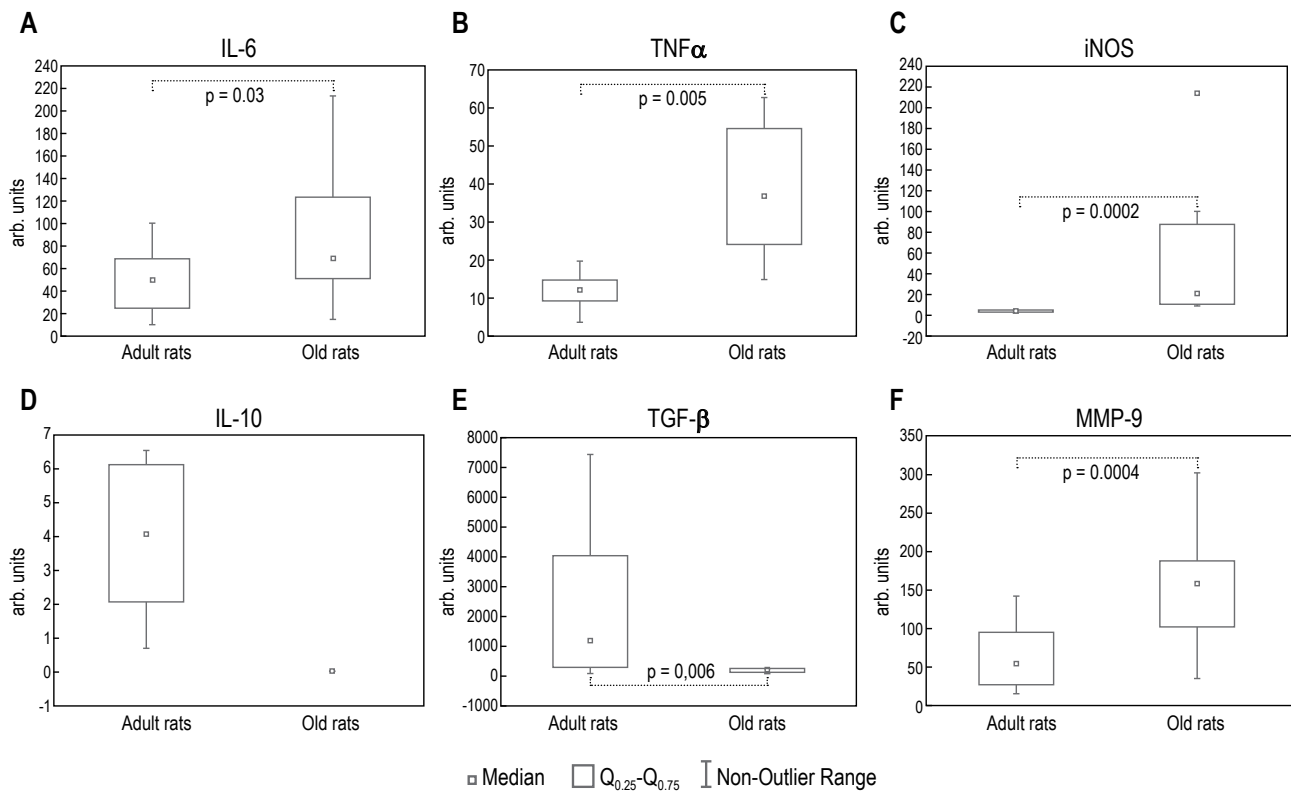 A
IL-6
240
220
200
180
160
140
120
100
80
60
40
20
0
arb. units
p = 0.03
Adult rats
Old rats
B
TNFα
70
60
50
40
30
20
10
0
arb. units
p = 0.005
Adult rats
Old rats
C
iNOS
240
220
200
180
160
140
120
100
80
60
40
20
0
-20
arb. units
p = 0.0002
Adult rats
Old rats
D
IL-10
7
6
5
4
3
2
1
0
-1
arb. units
Adult rats
Old rats
E
TGF-β
8000
7000
6000
5000
4000
3000
2000
1000
0
-1000
arb. units
p = 0,006
Adult rats
Old rats
F
MMP-9
350
300
250
200
150
100
50
0
arb. units
p = 0.0004
Adult rats
Old rats
Median Q0.25-Q0.75 Non-Outlier Range